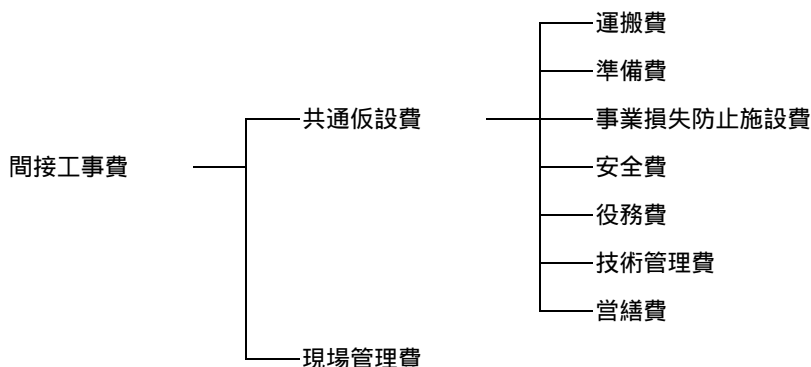 間接工事費
共通仮設費
運搬費
準備費
事業損失防止施設費
安全費
役務費
技術管理費
営繕費
現場管理費